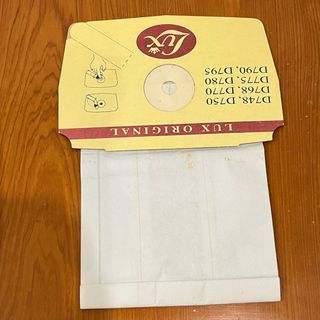 Lux
D748, D750
D768, D770
D775, D780
D790, D795
LUX ORIGINAL